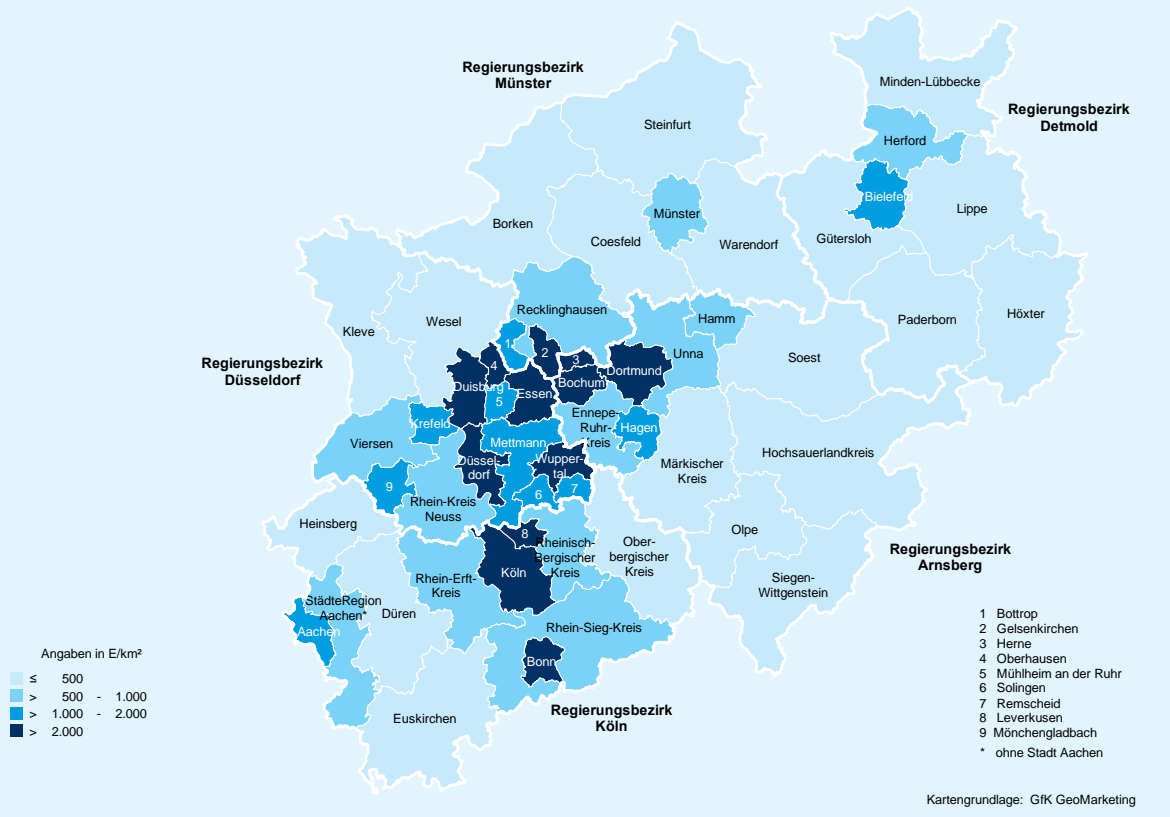 Regierungsbezirk
Münster
Minden-Lübbecke
Regierungsbezirk
Detmold
Steinfurt
Herford
Bielefeld
Münster
Lippe
Borken
Coesfeld
Warendorf
Gütersloh
Recklinghausen
Hamm
Paderborn
Höxter
Wesel
Kleve
1
2
3
4
Unna
Soest
Regierungsbezirk
Düsseldorf
Duisburg
5
Essen
Bochum
Dortmund
Krefeld
Ennepe-
Ruhr-
Kreis
Hagen
Viersen
Mettmann
Hochsauerlandkreis
Düssel-
dorf
Wupper-
tal
Märkischer
Kreis
9
6
7
Rhein-Kreis
Neuss
Heinsberg
8
Olpe
Rheinisch-
Bergischer
Kreis
Ober-
bergischer
Kreis
Regierungsbezirk
Arnsberg
Köln
Rhein-Erft-
Kreis
Siegen-
Wittgenstein
StädteRegion
Aachen*
Düren
Aachen
Rhein-Sieg-Kreis
Bonn
Euskirchen
Regierungsbezirk
Köln
Angaben in E/km²
≤ 500
> 500 - 1.000
> 1.000 - 2.000
> 2.000
1 Bottrop
2 Gelsenkirchen
3 Herne
4 Oberhausen
5 Mühlheim an der Ruhr
6 Solingen
7 Remscheid
8 Leverkusen
9 Mönchengladbach
* ohne Stadt Aachen
Kartengrundlage: GfK GeoMarketing